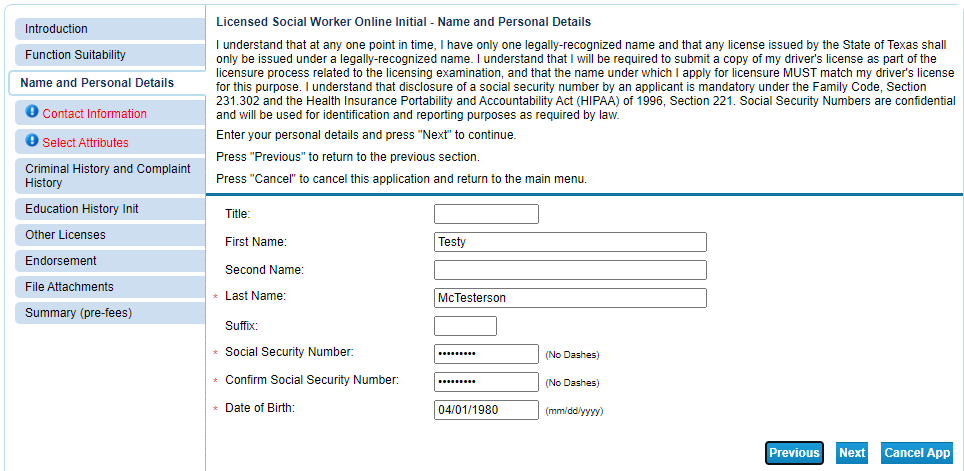 Introduction
Function Suitability
Name and Personal Details
Contact Information
Select Attributes
Criminal History and Complaint
History
Education History Init
Other Licenses
Endorsement
File Attachments
Summary (pre-fees)
Licensed Social Worker Online Initial - Name and Personal Details
I understand that at any one point in time, I have only one legally-recognized name and that any license issued by the State of Texas shall
only be issued under a legally-recognized name. I understand that I will be required to submit a copy of my driver's license as part of the
licensure process related to the licensing examination, and that the name under which I apply for licensure MUST match my driver's license
for this purpose. I understand that disclosure of a social security number by an applicant is mandatory under the Family Code, Section
231.302 and the Health Insurance Portability and Accountability Act (HIPAA) of 1996, Section 221. Social Security Numbers are confidential
and will be used for identification and reporting purposes as required by law.
Enter your personal details and press "Next" to continue.
Press "Previous" to return to the previous section.
Press "Cancel" to cancel this application and return to the main menu.
Title:
First Name: Testy
Second Name:
* Last Name: McTesterson
Suffix:
* Social Security Number: ••••••••• (No Dashes)
* Confirm Social Security Number: ••••••••• (No Dashes)
* Date of Birth: 04/01/1980 (mm/dd/yyyy)
Previous Next Cancel App